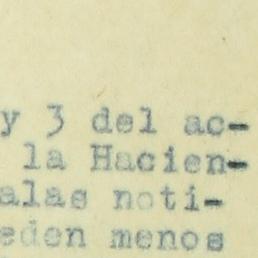 y 3 del ac-
la Hacien-
alas noti-
eden menos